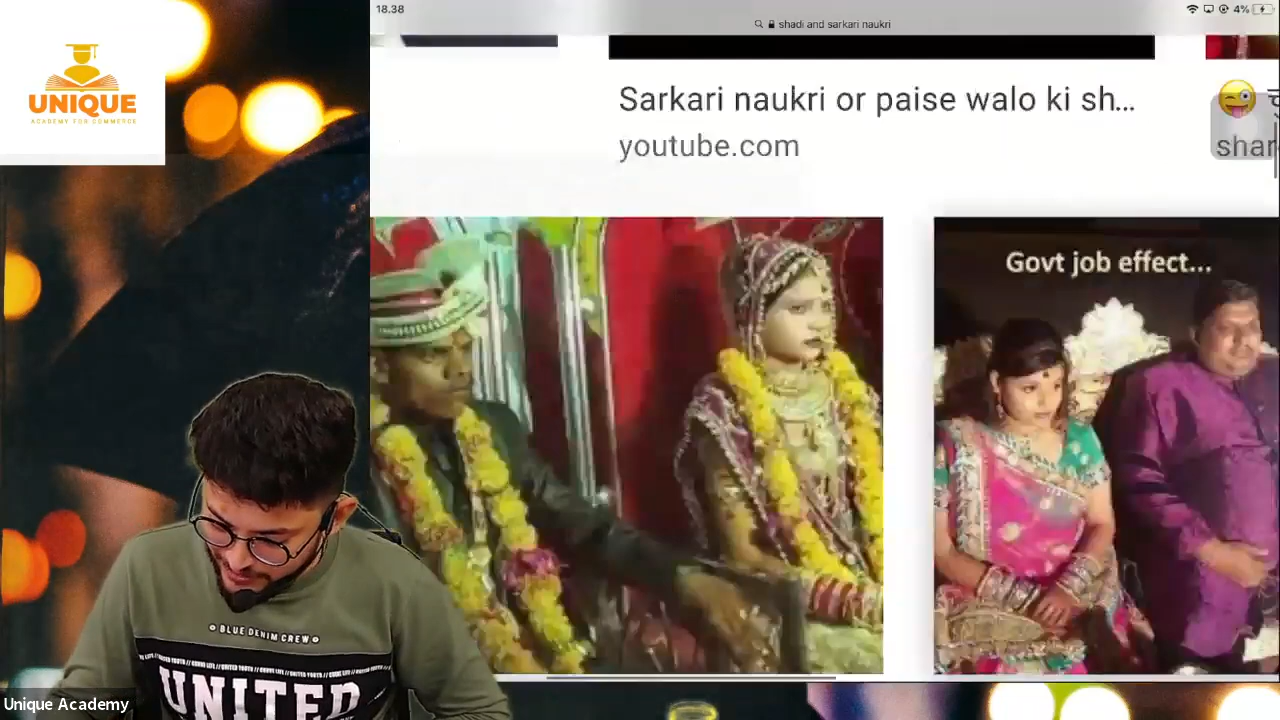 18.38
shadi and sarkari naukri
4%
UNIQUE
ACADEMY FOR COMMERCE
Sarkari naukri or paise walo ki sh...
youtube.com
shar
Govt job effect...
BLUE DENIM CREW
UNITED
Unique Academy